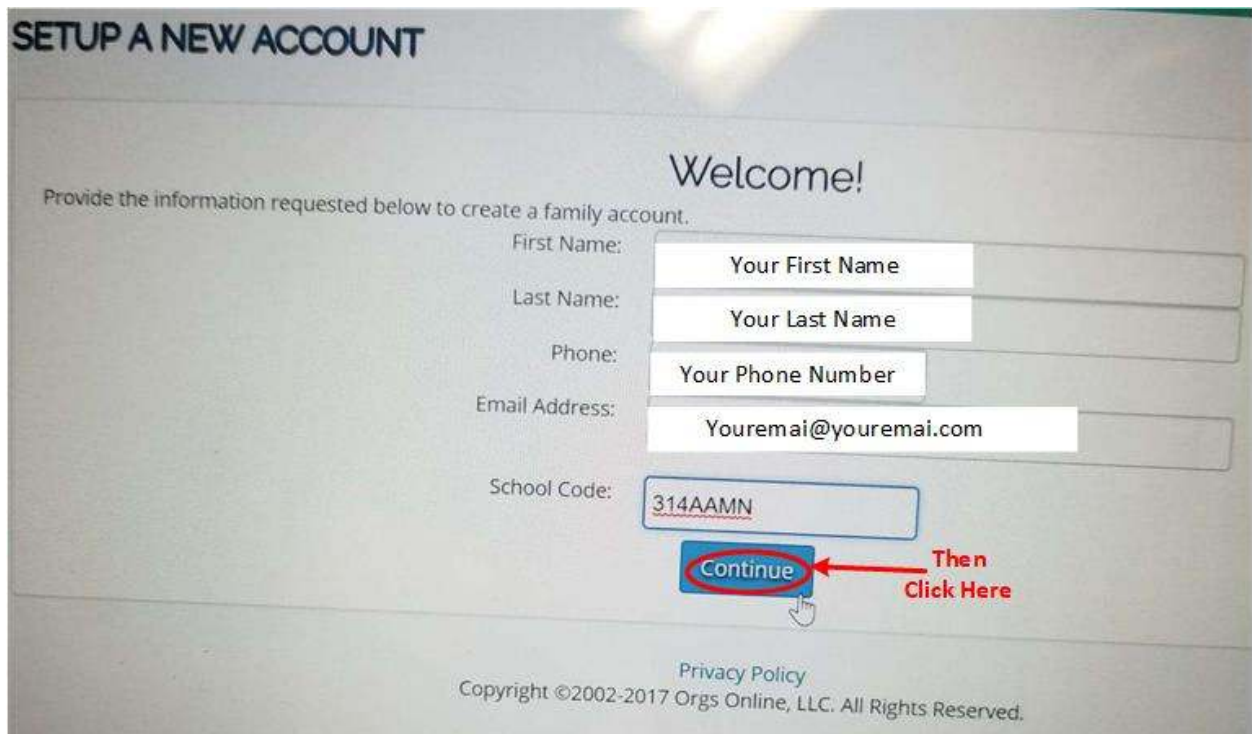 SETUP A NEW ACCOUNT
Welcome!
Provide the information requested below to create a family account.
First Name:
Your First Name
Last Name:
Your Last Name
Phone:
Your Phone Number
Email Address:
Youremai@youremai.com
School Code:
314AAMN
Continue
Then
Click Here
Privacy Policy
Copyright ©2002-2017 Orgs Online, LLC. All Rights Reserved.